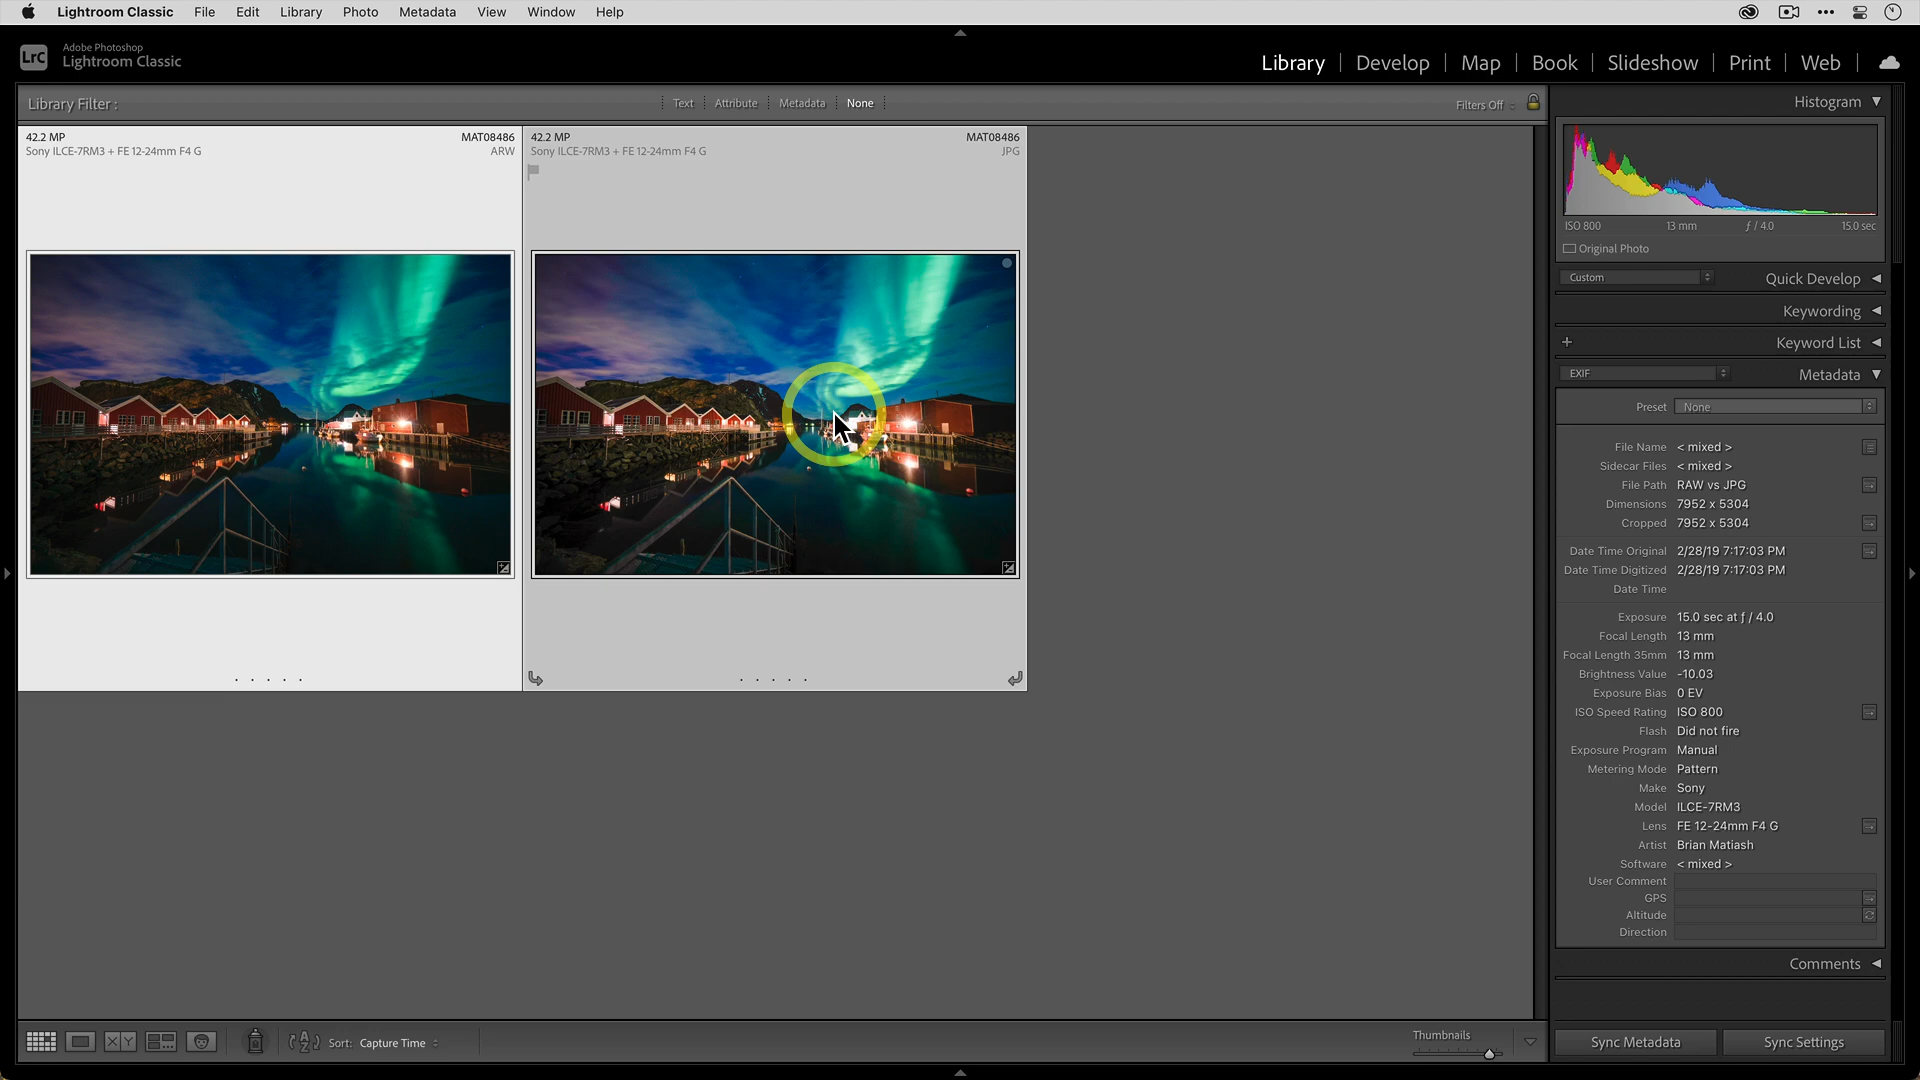 Lightroom Classic File Edit Library Photo Metadata View Window Help
LrC
Adobe Photoshop
Lightroom Classic
Library Develop Map Book Slideshow Print Web
Library Filter : Text Attribute Metadata None Filters Off
42.2 MP MAT08486
Sony ILCE-7RM3 + FE 12-24mm F4 G ARW
42.2 MP MAT08486
Sony ILCE-7RM3 + FE 12-24mm F4 G JPG
Histogram
ISO 800 13 mm ƒ / 4.0 15.0 sec
Original Photo
Custom Quick Develop
Keywording
+ Keyword List
EXIF Metadata
Preset None
File Name < mixed >
Sidecar Files < mixed >
File Path RAW vs JPG
Dimensions 7952 x 5304
Cropped 7952 x 5304
Date Time Original 2/28/19 7:17:03 PM
Date Time Digitized 2/28/19 7:17:03 PM
Date Time
Exposure 15.0 sec at ƒ / 4.0
Focal Length 13 mm
Focal Length 35mm 13 mm
Brightness Value -10.03
Exposure Bias 0 EV
ISO Speed Rating ISO 800
Flash Did not fire
Exposure Program Manual
Metering Mode Pattern
Make Sony
Model ILCE-7RM3
Lens FE 12-24mm F4 G
Artist Brian Matiash
Software < mixed >
User Comment
GPS
Altitude
Direction
Comments
X Y
A Z
Sort: Capture Time
Thumbnails
Sync Metadata Sync Settings